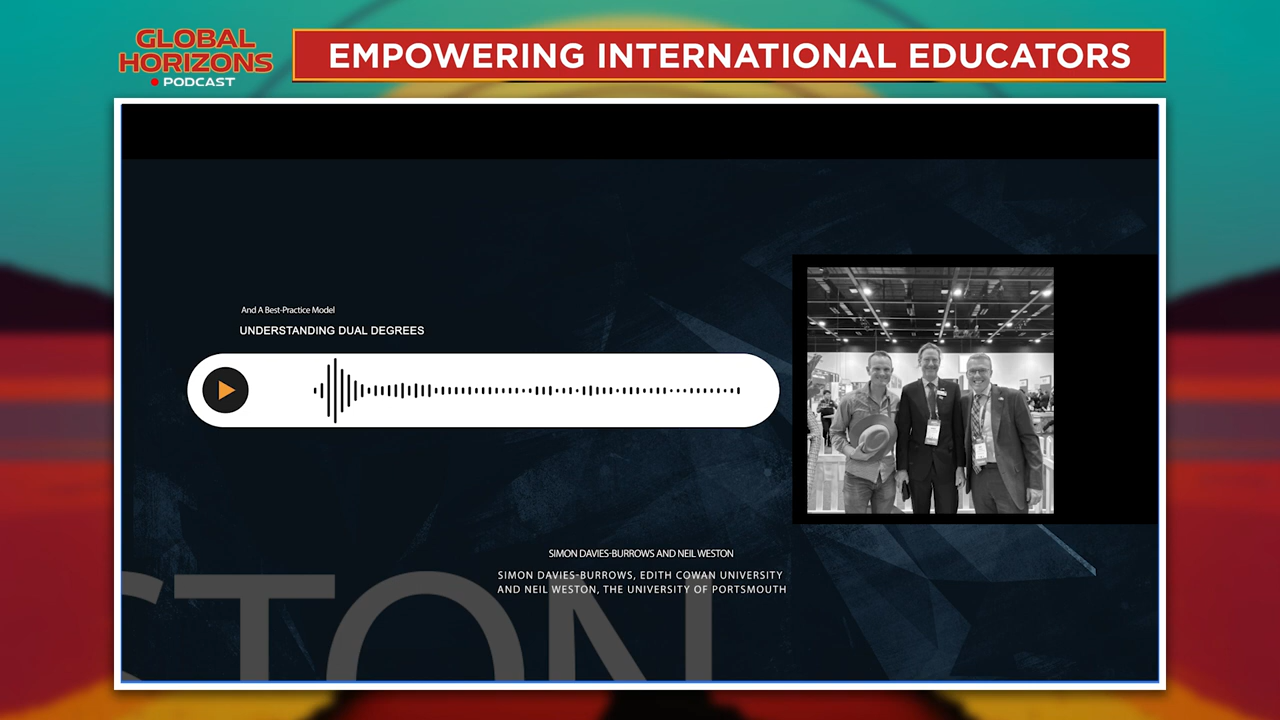 GLOBAL
HORIZONS
PODCAST
EMPOWERING INTERNATIONAL EDUCATORS
And A Best-Practice Model
UNDERSTANDING DUAL DEGREES
SIMON DAVIES-BURROWS AND NEIL WESTON
SIMON DAVIES-BURROWS, EDITH COWAN UNIVERSITY
AND NEIL WESTON, THE UNIVERSITY OF PORTSMOUTH
STON